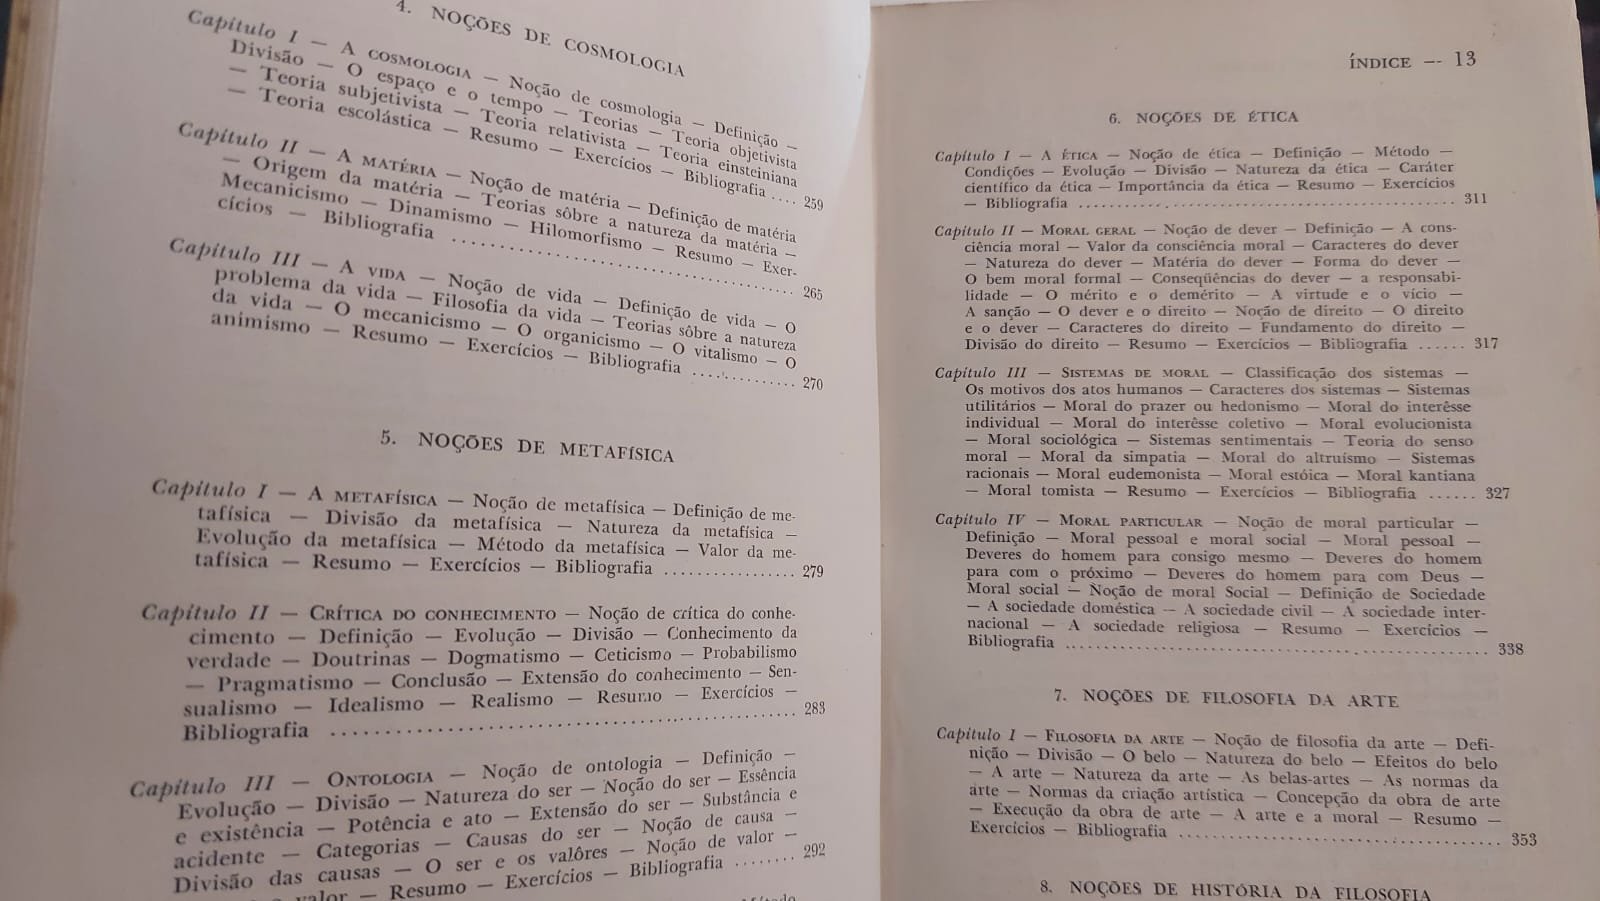 4. NOÇÕES DE COSMOLOGIA
Capítulo I — A COSMOLOGIA — Noção de cosmologia — Definição —
Divisão — O espaço e o tempo — Teorias — Teoria objetivista
— Teoria subjetivista — Teoria relativista — Teoria einsteiniana
— Teoria escolástica — Resumo — Exercícios — Bibliografia .... 259
Capítulo II — A MATÉRIA — Noção de matéria — Definição de matéria
— Origem da matéria — Teorias sôbre a natureza da matéria —
Mecanicismo — Dinamismo — Hilomorfismo — Resumo — Exer-
cícios — Bibliografia ........................................ 265
Capítulo III — A VIDA — Noção de vida — Definição de vida — O
problema da vida — Filosofia da vida — Teorias sôbre a natureza
da vida — O mecanicismo — O organicismo — O vitalismo — O
animismo — Resumo — Exercícios — Bibliografia ............. 270
5. NOÇÕES DE METAFÍSICA
Capítulo I — A METAFÍSICA — Noção de metafísica — Definição de me-
tafísica — Divisão da metafísica — Natureza da metafísica —
Evolução da metafísica — Método da metafísica — Valor da me-
tafísica — Resumo — Exercícios — Bibliografia ................ 279
Capítulo II — CRÍTICA DO CONHECIMENTO — Noção de crítica do conhe-
cimento — Definição — Evolução — Divisão — Conhecimento da
verdade — Doutrinas — Dogmatismo — Ceticismo — Probabilismo
— Pragmatismo — Conclusão — Extensão do conhecimento — Sen-
sualismo — Idealismo — Realismo — Resumo — Exercícios —
Bibliografia .................................................. 283
Capítulo III — ONTOLOGIA — Noção de ontologia — Definição —
Evolução — Divisão — Natureza do ser — Noção do ser — Essência
e existência — Potência e ato — Extensão do ser — Substância e
acidente — Categorias — Causas do ser — Noção de causa —
Divisão das causas — O ser e os valôres — Noção de valor —
valor — Resumo — Exercícios — Bibliografia ........ 292
ÍNDICE — 13
6. NOÇÕES DE ÉTICA
Capítulo I — A ÉTICA — Noção de ética — Definição — Método —
Condições — Evolução — Divisão — Natureza da ética — Caráter
científico da ética — Importância da ética — Resumo — Exercícios
— Bibliografia .................................................. 311
Capítulo II — MORAL GERAL — Noção de dever — Definição — A cons-
ciência moral — Valor da consciência moral — Caracteres do dever
— Natureza do dever — Matéria do dever — Forma do dever —
O bem moral formal — Conseqüências do dever — a responsabi-
lidade — O mérito e o demérito — A virtude e o vício —
A sanção — O dever e o direito — Noção de direito — O direito
e o dever — Caracteres do direito — Fundamento do direito —
Divisão do direito — Resumo — Exercícios — Bibliografia ...... 317
Capítulo III — SISTEMAS DE MORAL — Classificação dos sistemas —
Os motivos dos atos humanos — Caracteres dos sistemas — Sistemas
utilitários — Moral do prazer ou hedonismo — Moral do interêsse
individual — Moral do interêsse coletivo — Moral evolucionista
— Moral sociológica — Sistemas sentimentais — Teoria do senso
moral — Moral da simpatia — Moral do altruísmo — Sistemas
racionais — Moral eudemonista — Moral estóica — Moral kantiana
— Moral tomista — Resumo — Exercícios — Bibliografia ...... 327
Capítulo IV — MORAL PARTICULAR — Noção de moral particular —
Definição — Moral pessoal e moral social — Moral pessoal —
Deveres do homem para consigo mesmo — Deveres do homem
para com o próximo — Deveres do homem para com Deus —
Moral social — Noção de moral Social — Definição de Sociedade
— A sociedade doméstica — A sociedade civil — A sociedade inter-
nacional — A sociedade religiosa — Resumo — Exercícios —
Bibliografia .................................................... 338
7. NOÇÕES DE FILOSOFIA DA ARTE
Capítulo I — FILOSOFIA DA ARTE — Noção de filosofia da arte — Defi-
nição — Divisão — O belo — Natureza do belo — Efeitos do belo
— A arte — Natureza da arte — As belas-artes — As normas da
arte — Normas da criação artística — Concepção da obra de arte
— Execução da obra de arte — A arte e a moral — Resumo —
Exercícios — Bibliografia ....................................... 353
8. NOÇÕES DE HISTÓRIA DA FILOSOFIA